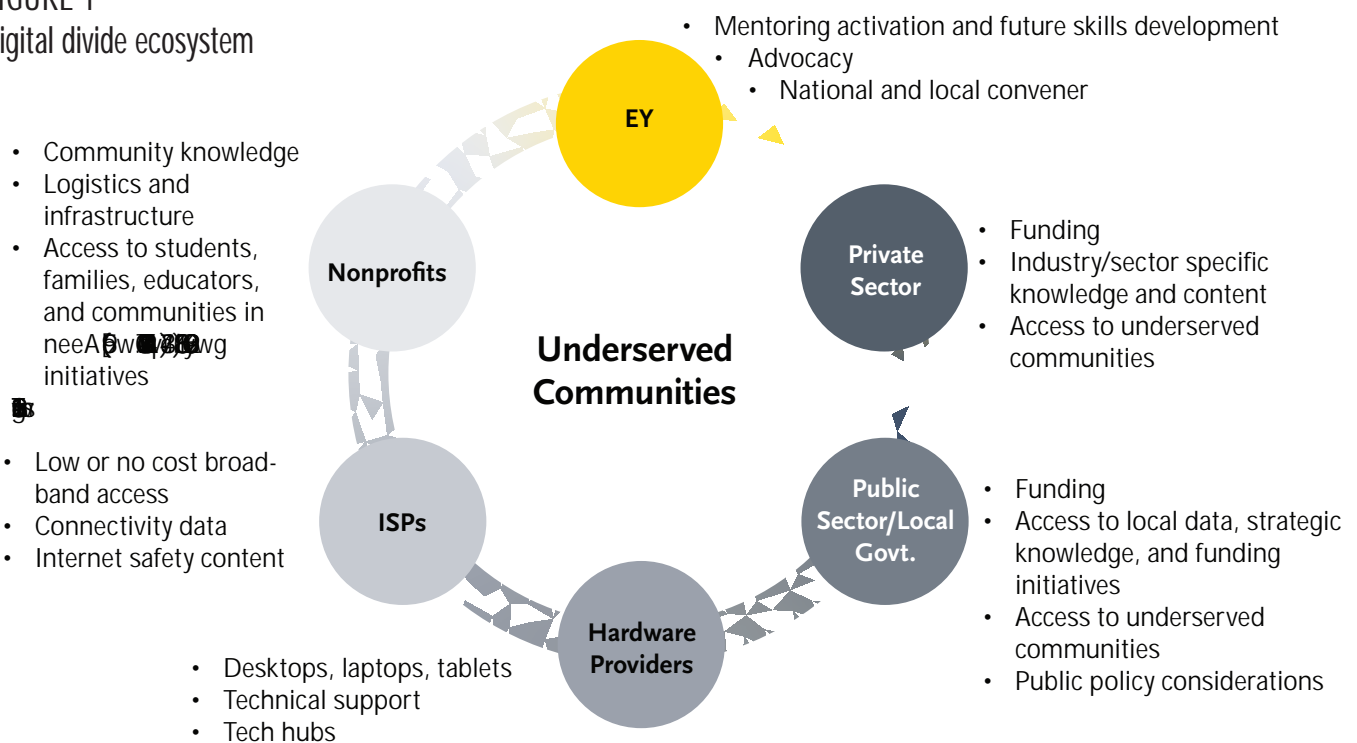 FIGURE 1
igital divide ecosystem
• Mentoring activation and future skills development
• Advocacy
• National and local convener
EY
• Community knowledge
• Logistics and
infrastructure
• Access to students,
families, educators,
and communities in
initiatives
Nonprofits
Private
Sector
• Funding
• Industry/sector specific
knowledge and content
• Access to underserved
communities
Underserved
Communities
• Low or no cost broad-
band access
• Connectivity data
• Internet safety content
ISPs
Public
Sector/Local
Govt.
• Funding
• Access to local data, strategic
knowledge, and funding
initiatives
• Access to underserved
communities
• Public policy considerations
Hardware
Providers
• Desktops, laptops, tablets
• Technical support
• Tech hubs